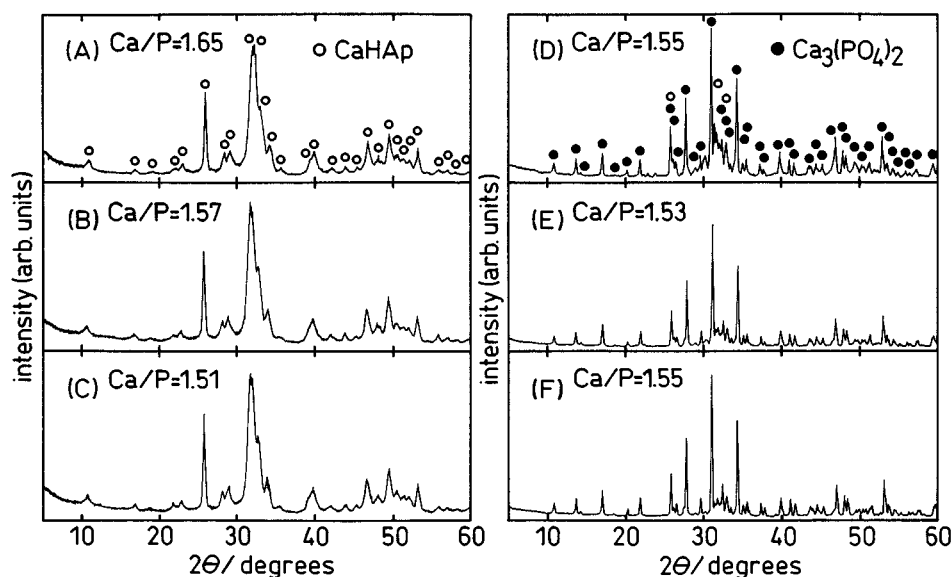 (A) Ca/P=1.65
CaHAp
(B) Ca/P=1.57
(C) Ca/P=1.51
intensity (arb. units)
10 20 30 40 50 60
2Θ/ degrees
(D) Ca/P=1.55
Ca3(PO4)2
(E) Ca/P=1.53
(F) Ca/P=1.55
intensity (arb. units)
10 20 30 40 50 60
2Θ/ degrees